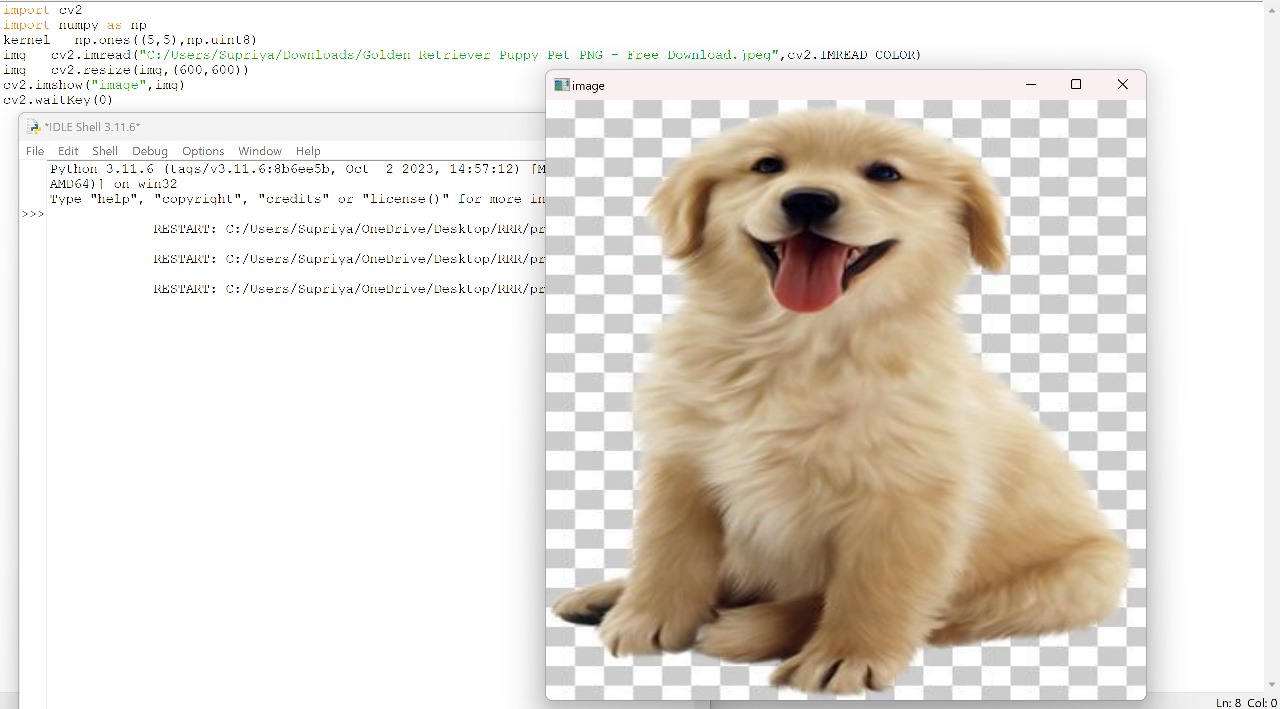 import cv2
import numpy as np
kernel   np.ones((5,5),np.uint8)
img   cv2.imread("C:/Users/Supriya/Downloads/Golden Retriever Puppy Pet PNG - Free Download.jpeg",cv2.IMREAD COLOR)
img   cv2.resize(img,(600,600))
cv2.imshow("image",img)
cv2.waitKey(0)
image
*IDLE Shell 3.11.6*
File Edit Shell Debug Options Window Help
Python 3.11.6 (tags/v3.11.6:8b6ee5b, Oct  2 2023, 14:57:12) [M
AMD64)] on win32
Type "help", "copyright", "credits" or "license()" for more in
>>>
RESTART: C:/Users/Supriya/OneDrive/Desktop/RRR/pr
RESTART: C:/Users/Supriya/OneDrive/Desktop/RRR/pr
RESTART: C:/Users/Supriya/OneDrive/Desktop/RRR/pr
Ln: 8 Col: 0